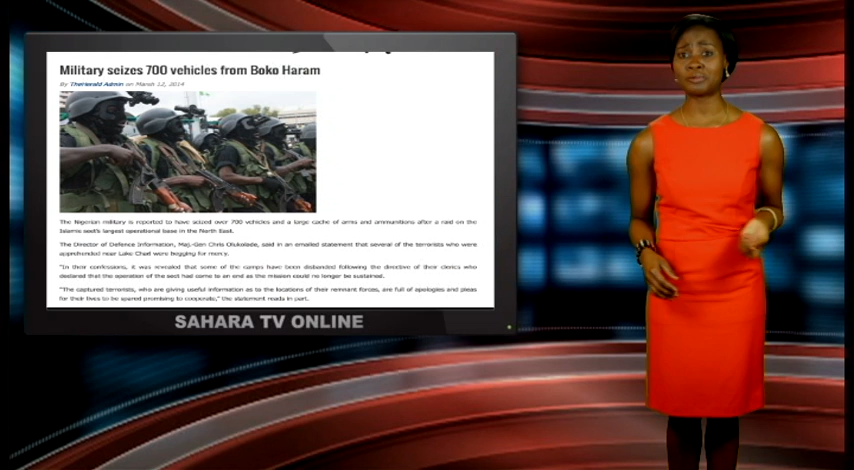 Military seizes 700 vehicles from Boko Haram
By TheHerald Admin on March 12, 2014
The Nigerian military is reported to have seized over 700 vehicles and a large cache of arms and ammunitions after a raid on the
Islamic sect's largest operational base in the North East.
The Director of Defence Information, Maj.-Gen Chris Olukolade, said in an emailed statement that several of the terrorists who were
apprehended near Lake Chad were begging for mercy.
"In their confessions, it was revealed that some of the camps have been disbanded following the directive of their clerics who
declared that the operation of the sect had come to an end as the mission could no longer be sustained.
"The captured terrorists, who are giving useful information as to the locations of their remnant forces, are full of apologies and pleas
for their lives to be spared promising to cooperate," the statement reads in part.
SAHARA TV ONLINE